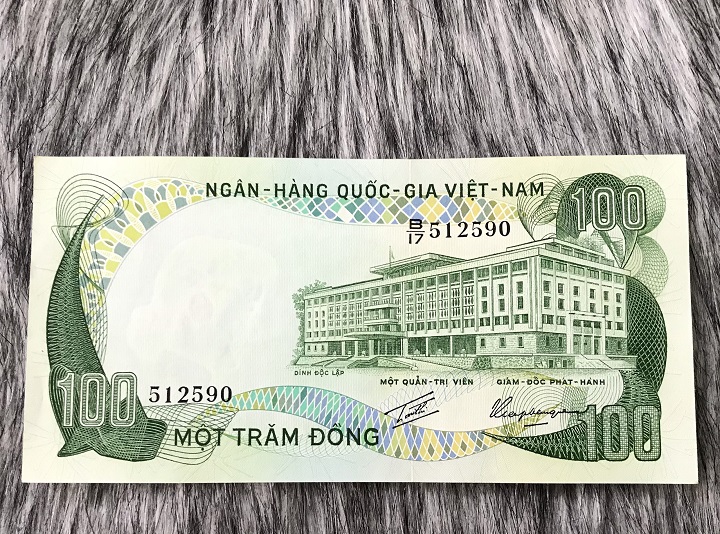 NGÂN-HÀNG QUỐC-GIA VIỆT-NAM
100
B/17 512590
DINH ĐỘC LẬP
MỘT QUẢN-TRỊ VIÊN GIÁM-ĐỐC PHÁT-HÀNH
100 512590
MỘT TRĂM ĐỒNG
100